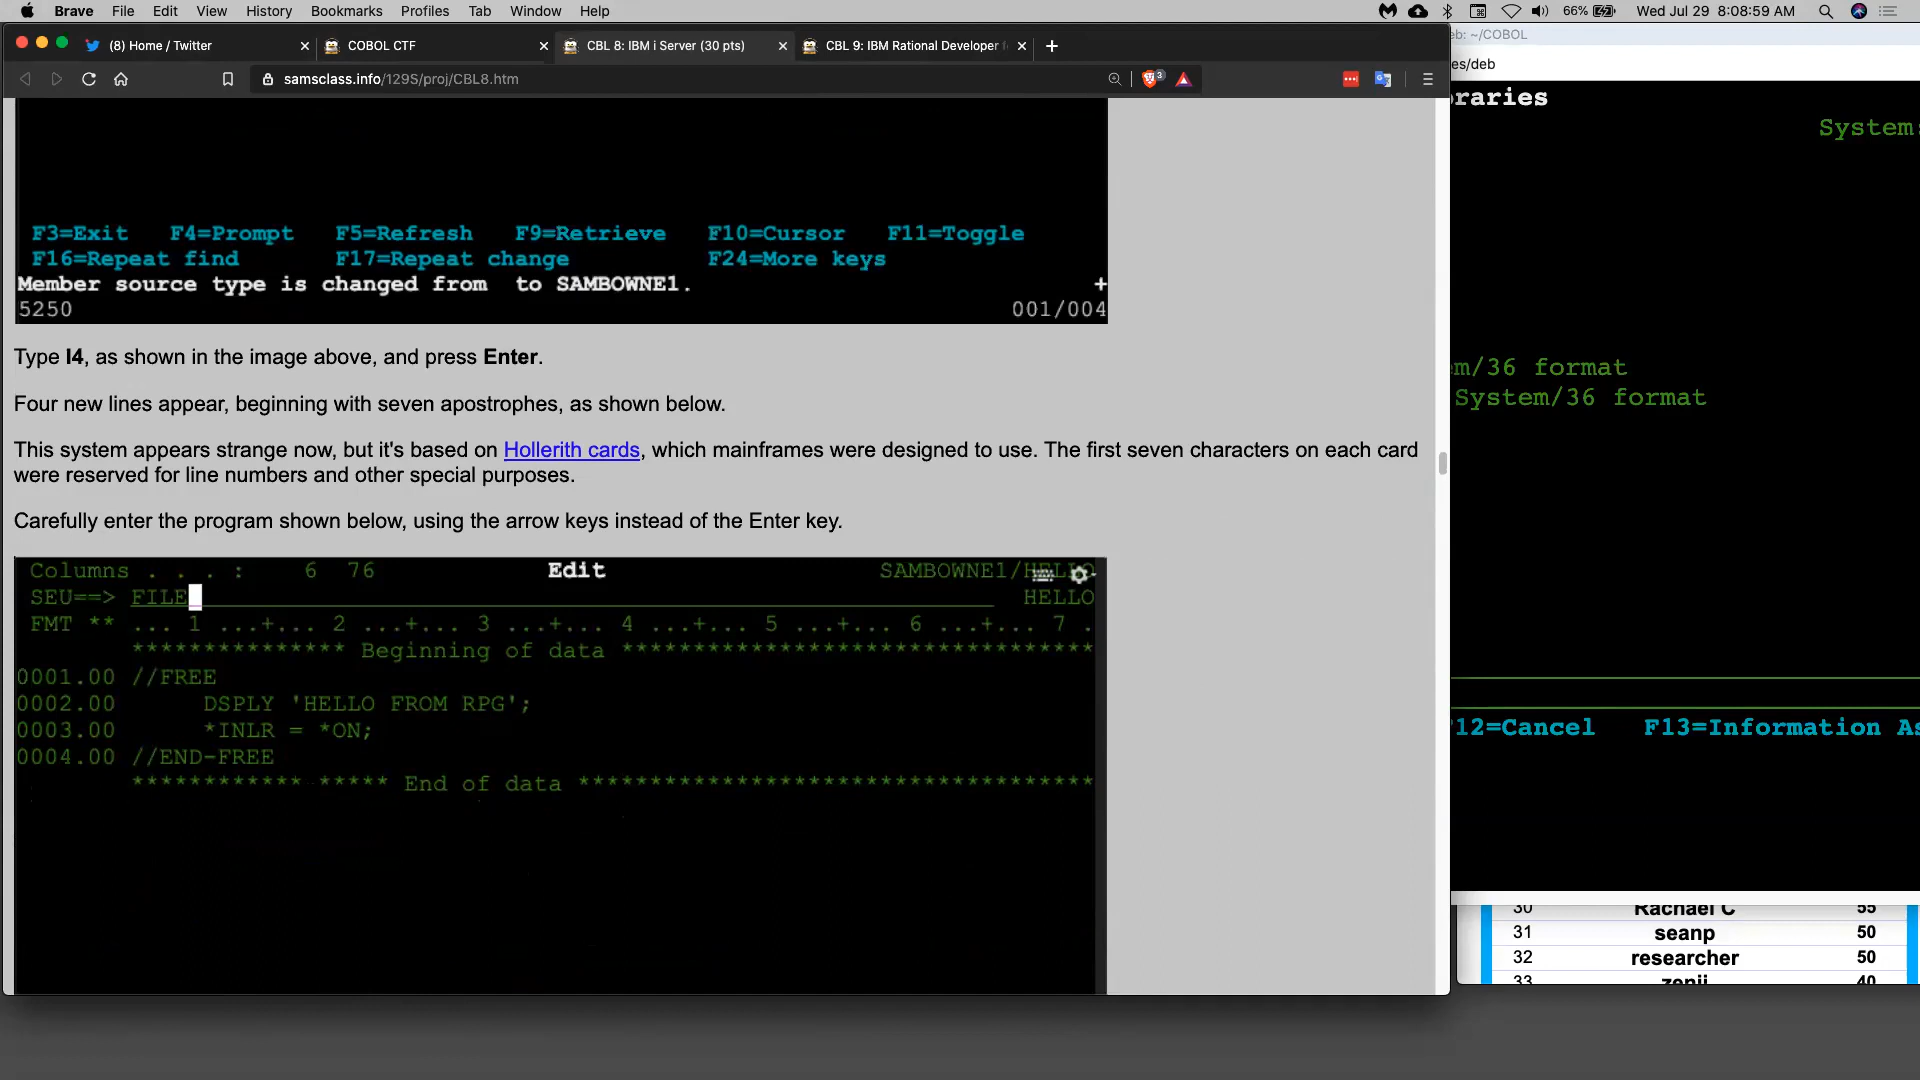 Brave File Edit View History Bookmarks Profiles Tab Window Help 66% Wed Jul 29 8:08:59 AM
(8) Home / Twitter COBOL CTF CBL 8: IBM i Server (30 pts) CBL 9: IBM Rational Developer
samsclass.info/129S/proj/CBL8.htm 3
F3=Exit F4=Prompt F5=Refresh F9=Retrieve F10=Cursor F11=Toggle
F16=Repeat find F17=Repeat change F24=More keys
Member source type is changed from to SAMBOWNE1. +
5250 001/004
Type I4, as shown in the image above, and press Enter.
Four new lines appear, beginning with seven apostrophes, as shown below.
This system appears strange now, but it's based on Hollerith cards, which mainframes were designed to use. The first seven characters on each card
were reserved for line numbers and other special purposes.
Carefully enter the program shown below, using the arrow keys instead of the Enter key.
Columns . . . : 6 76 Edit SAMBOWNE1/HELLO
SEU==> FILE HELLO
FMT ** ... 1 ...+... 2 ...+... 3 ...+... 4 ...+... 5 ...+... 6 ...+... 7 .
*************** Beginning of data *********************************
0001.00 //FREE
0002.00 DSPLY 'HELLO FROM RPG';
0003.00 *INLR = *ON;
0004.00 //END-FREE
************ ***** End of data ************************************
eb: ~/COBOL
es/deb
raries
System:
m/36 format
System/36 format
12=Cancel F13=Information As
30 Rachael C 55
31 seanp 50
32 researcher 50
33 zenii 40